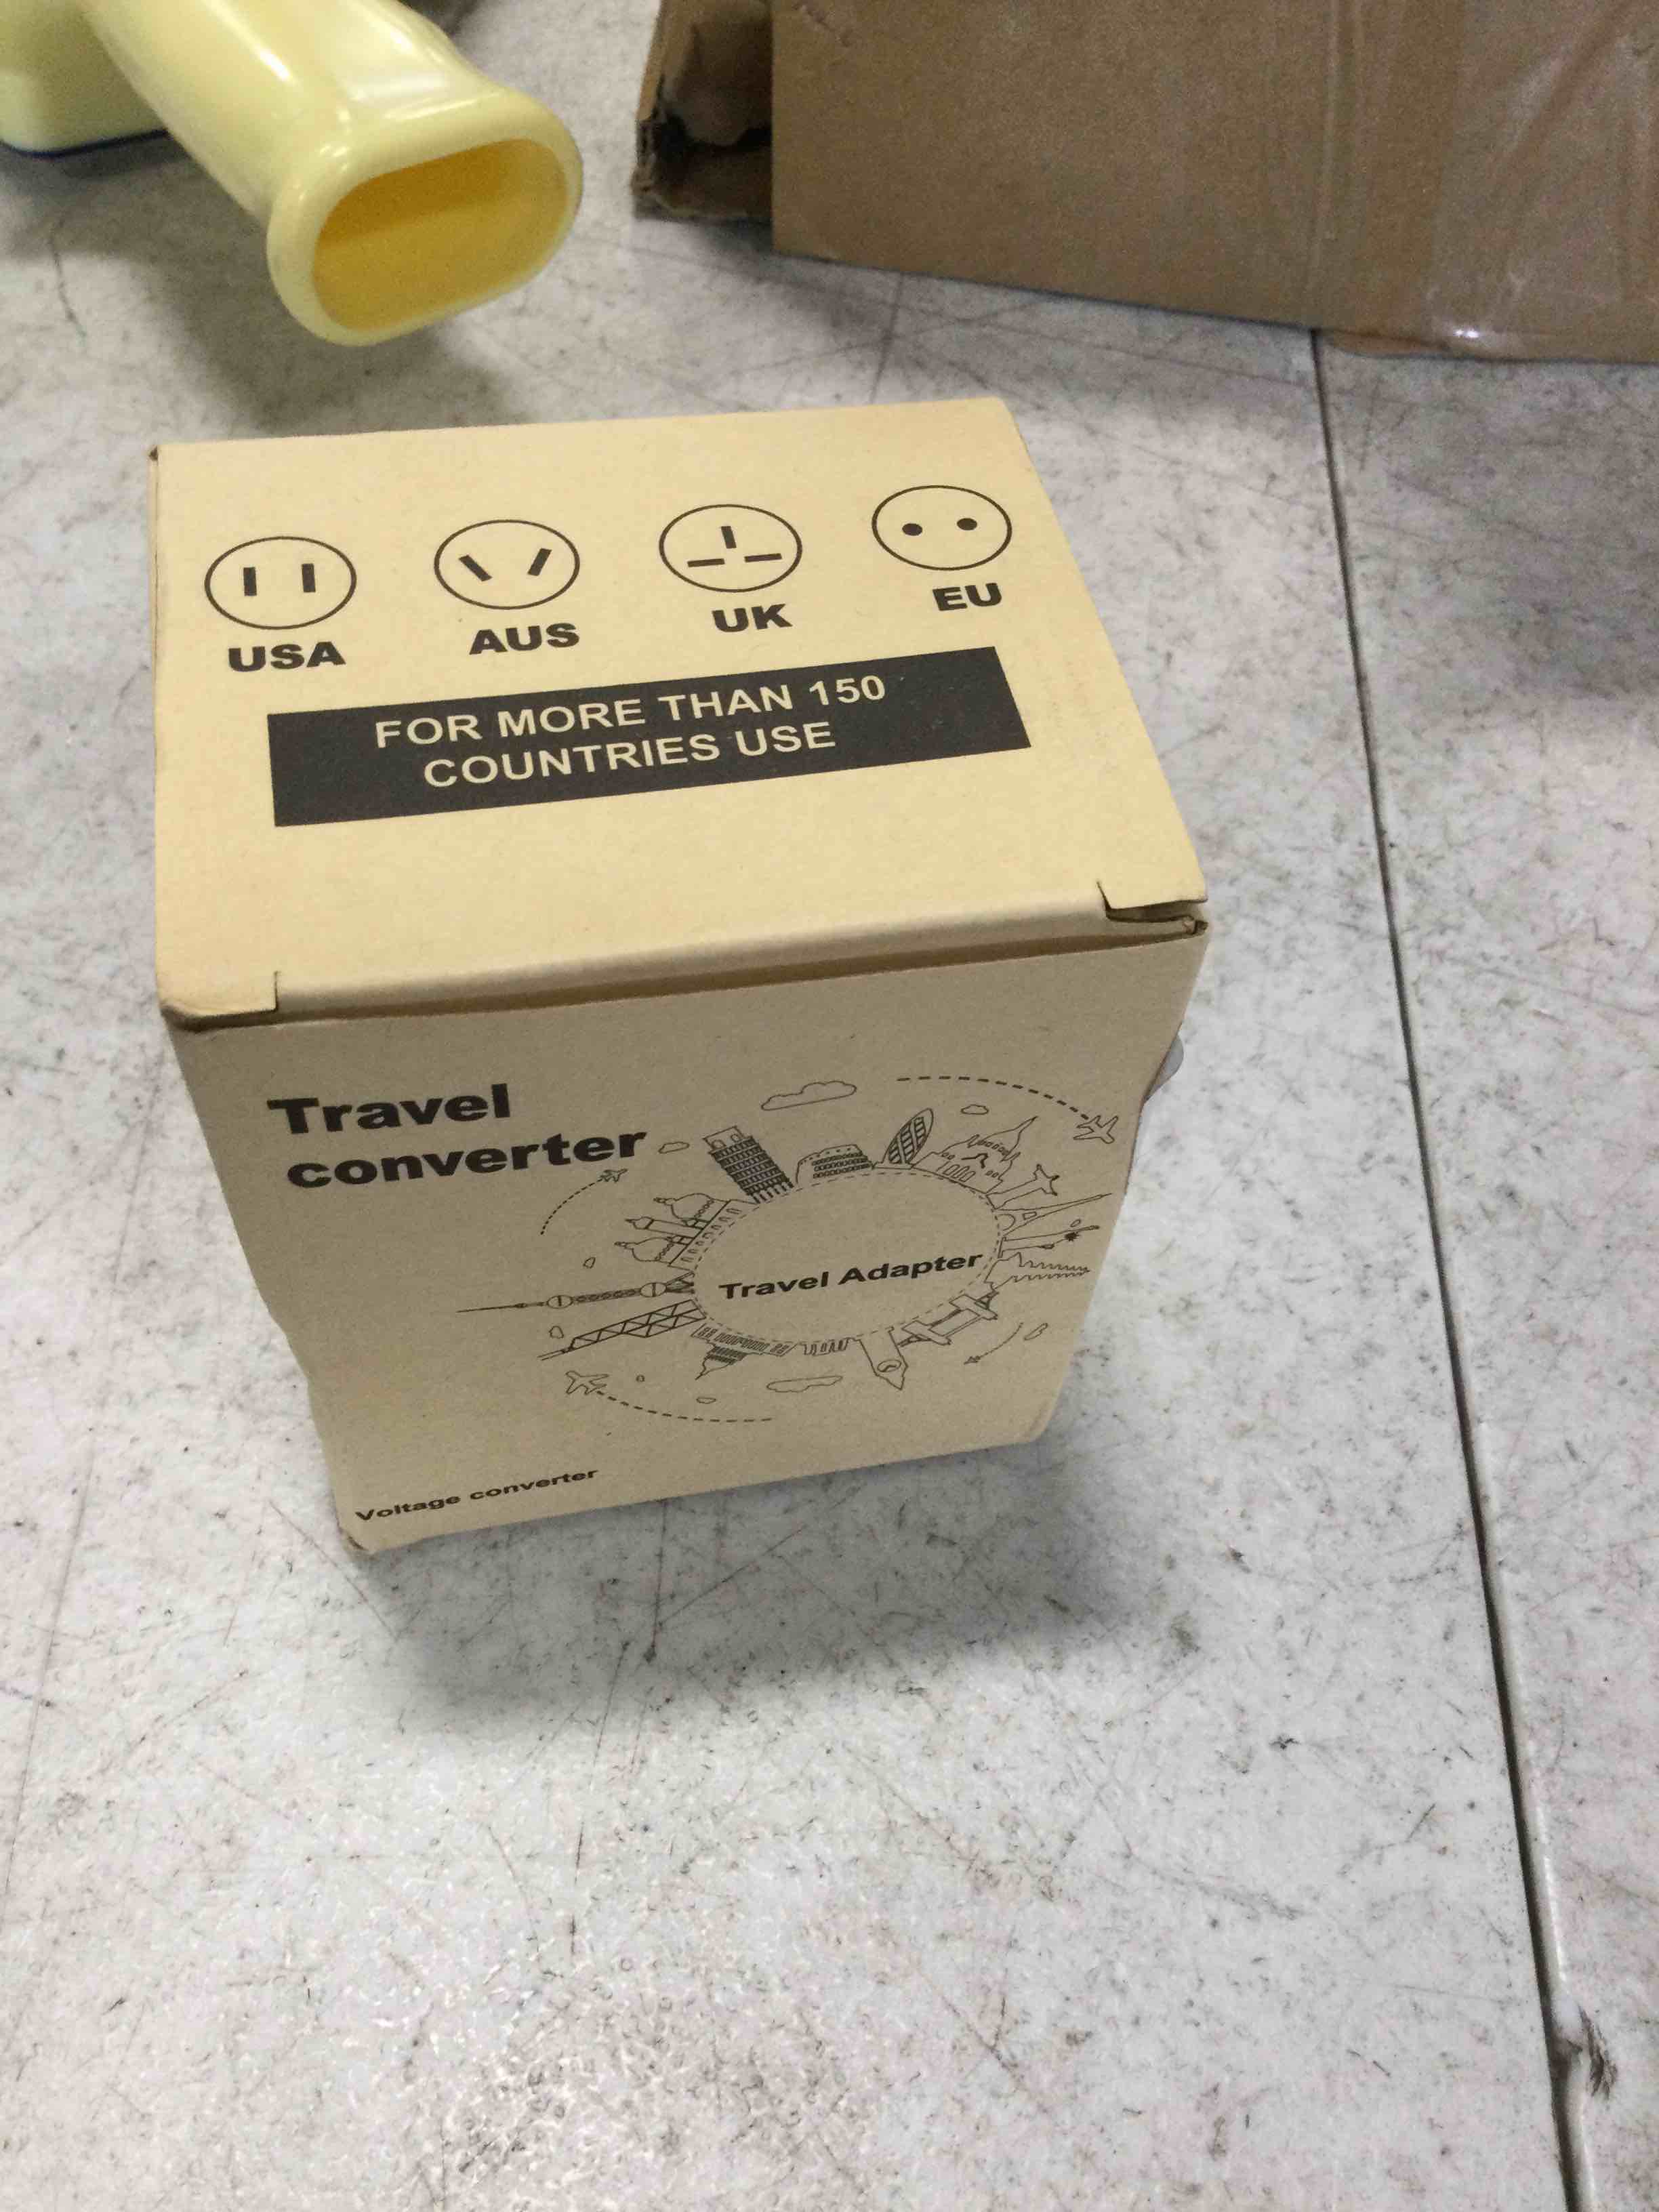 USA AUS UK EU
FOR MORE THAN 150
COUNTRIES USE
Travel
converter
Travel Adapter
Voltage converter